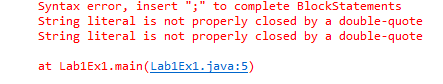 Syntax error, insert ";" to complete BlockStatements
String literal is not properly closed by a double-quote
String literal is not properly closed by a double-quote
at Lab1Ex1.main(Lab1Ex1.java:5)